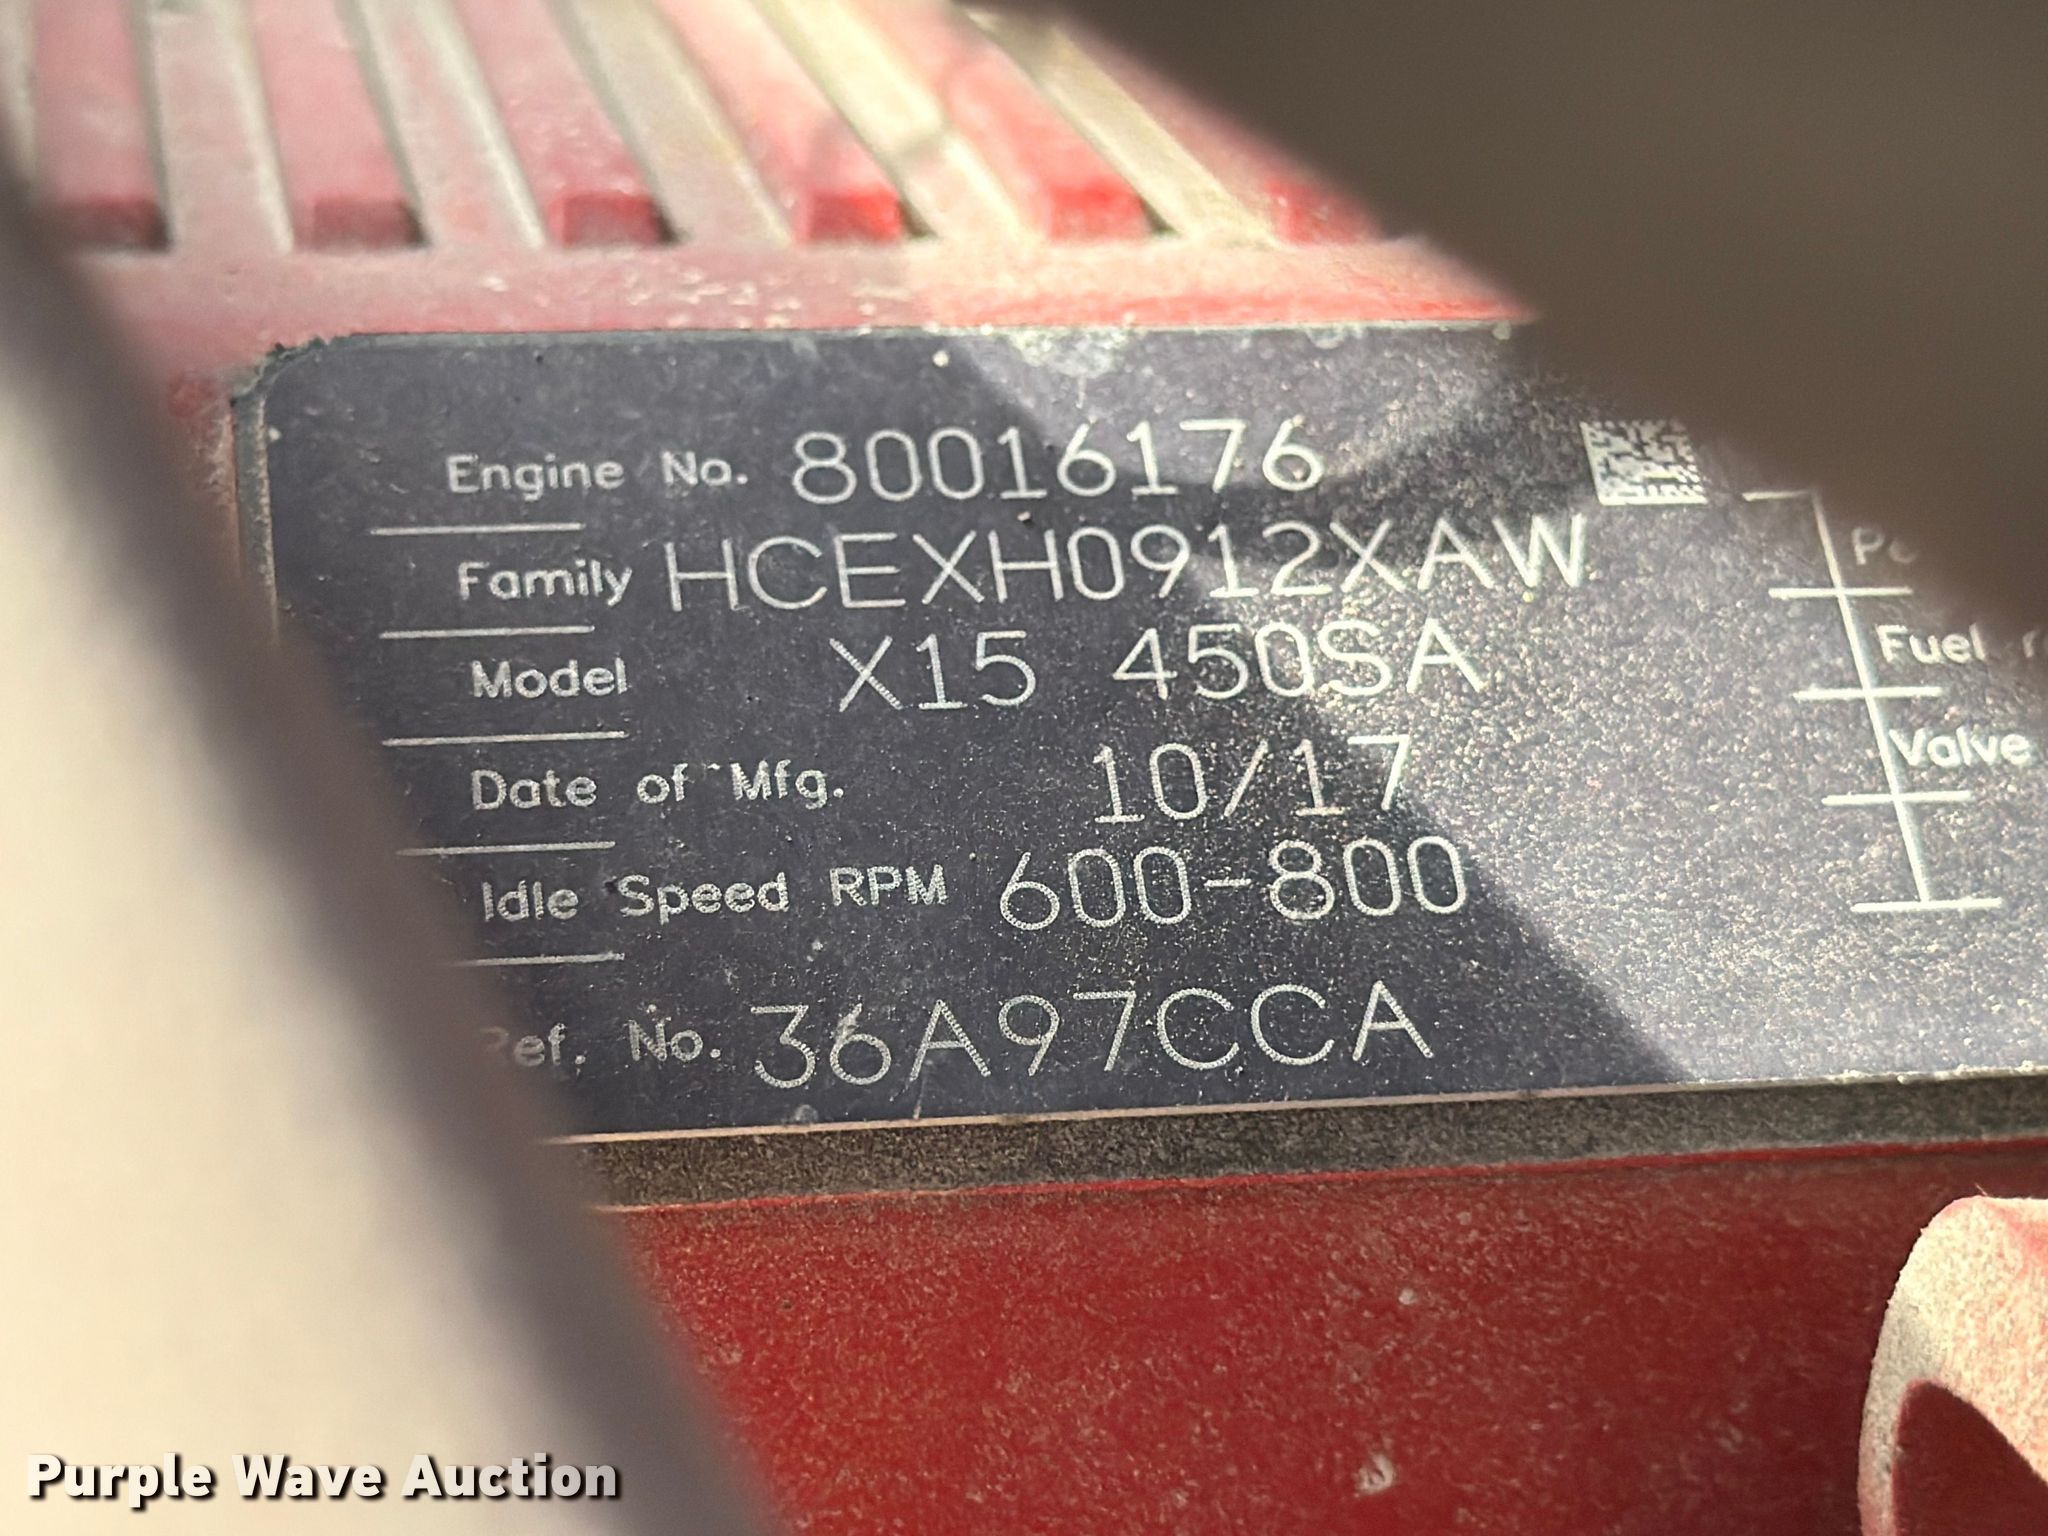 Engine No. 80016176
Family HCEXH0912XAW
Model X15 450SA
Date of Mfg. 10/17
Idle Speed RPM 600-800
Ref. No. 36A97CCA
Fuel
Valve
Purple Wave Auction